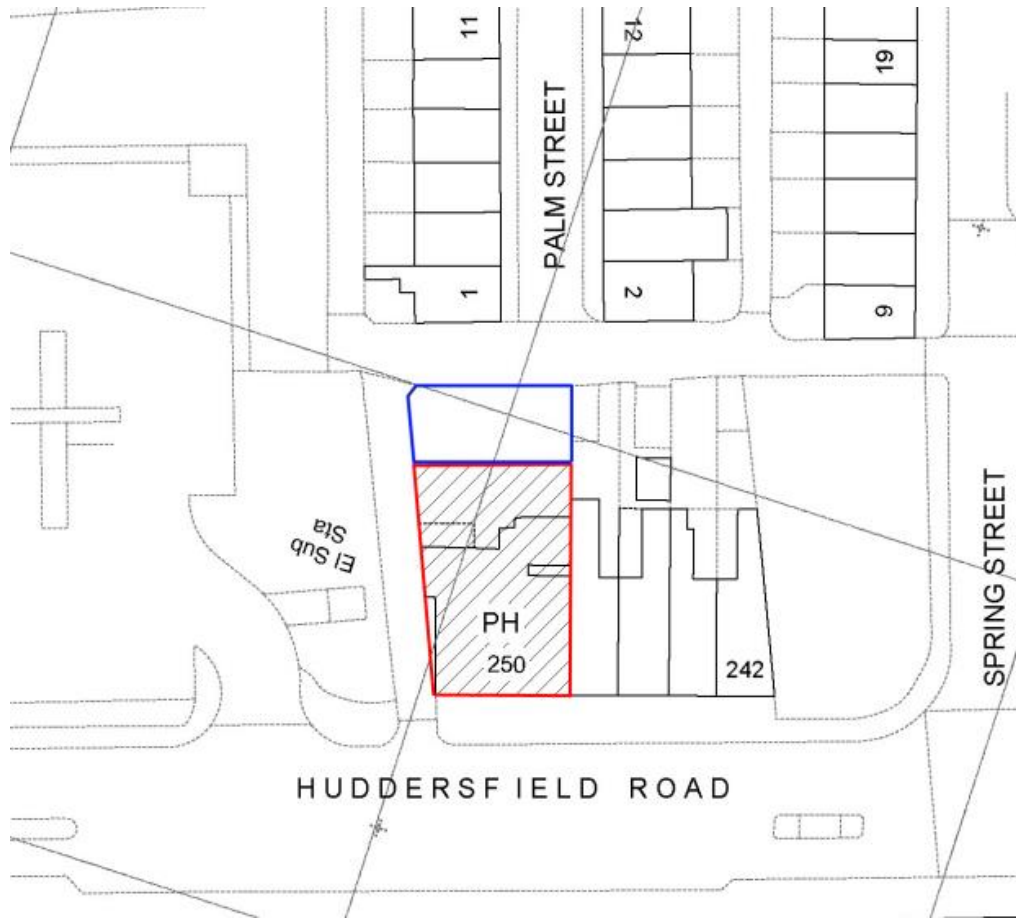 11
12
19
PALM STREET
1
2
9
El Sub
Sta
SPRING STREET
PH
250
242
HUDDERSFIELD ROAD